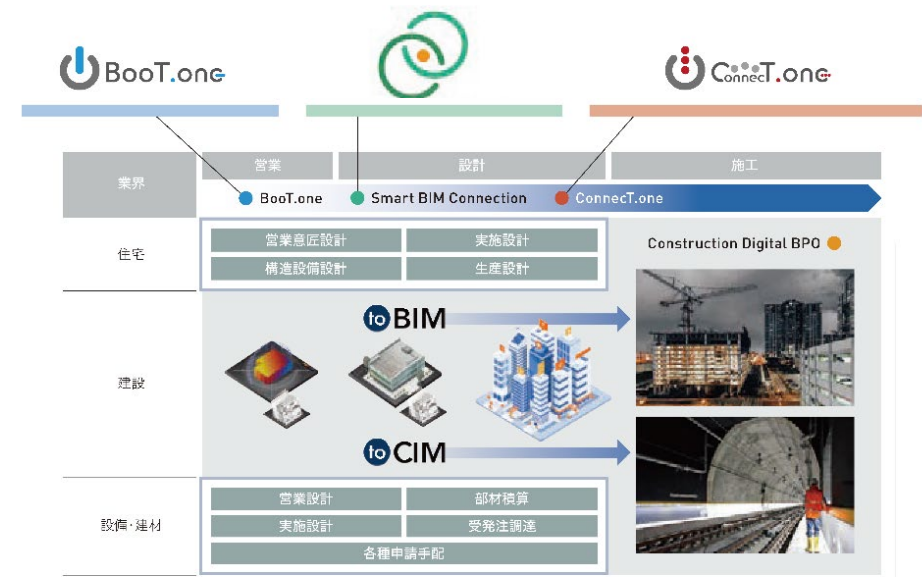 BooT.one
ConnecT.one
業界
営業
設計
施工
BooT.one
Smart BIM Connection
ConnecT.one
住宅
営業意匠設計
実施設計
構造設備設計
生産設計
Construction Digital BPO
建設
to BIM
to CIM
設備・建材
営業設計
部材積算
実施設計
受発注調達
各種申請手配